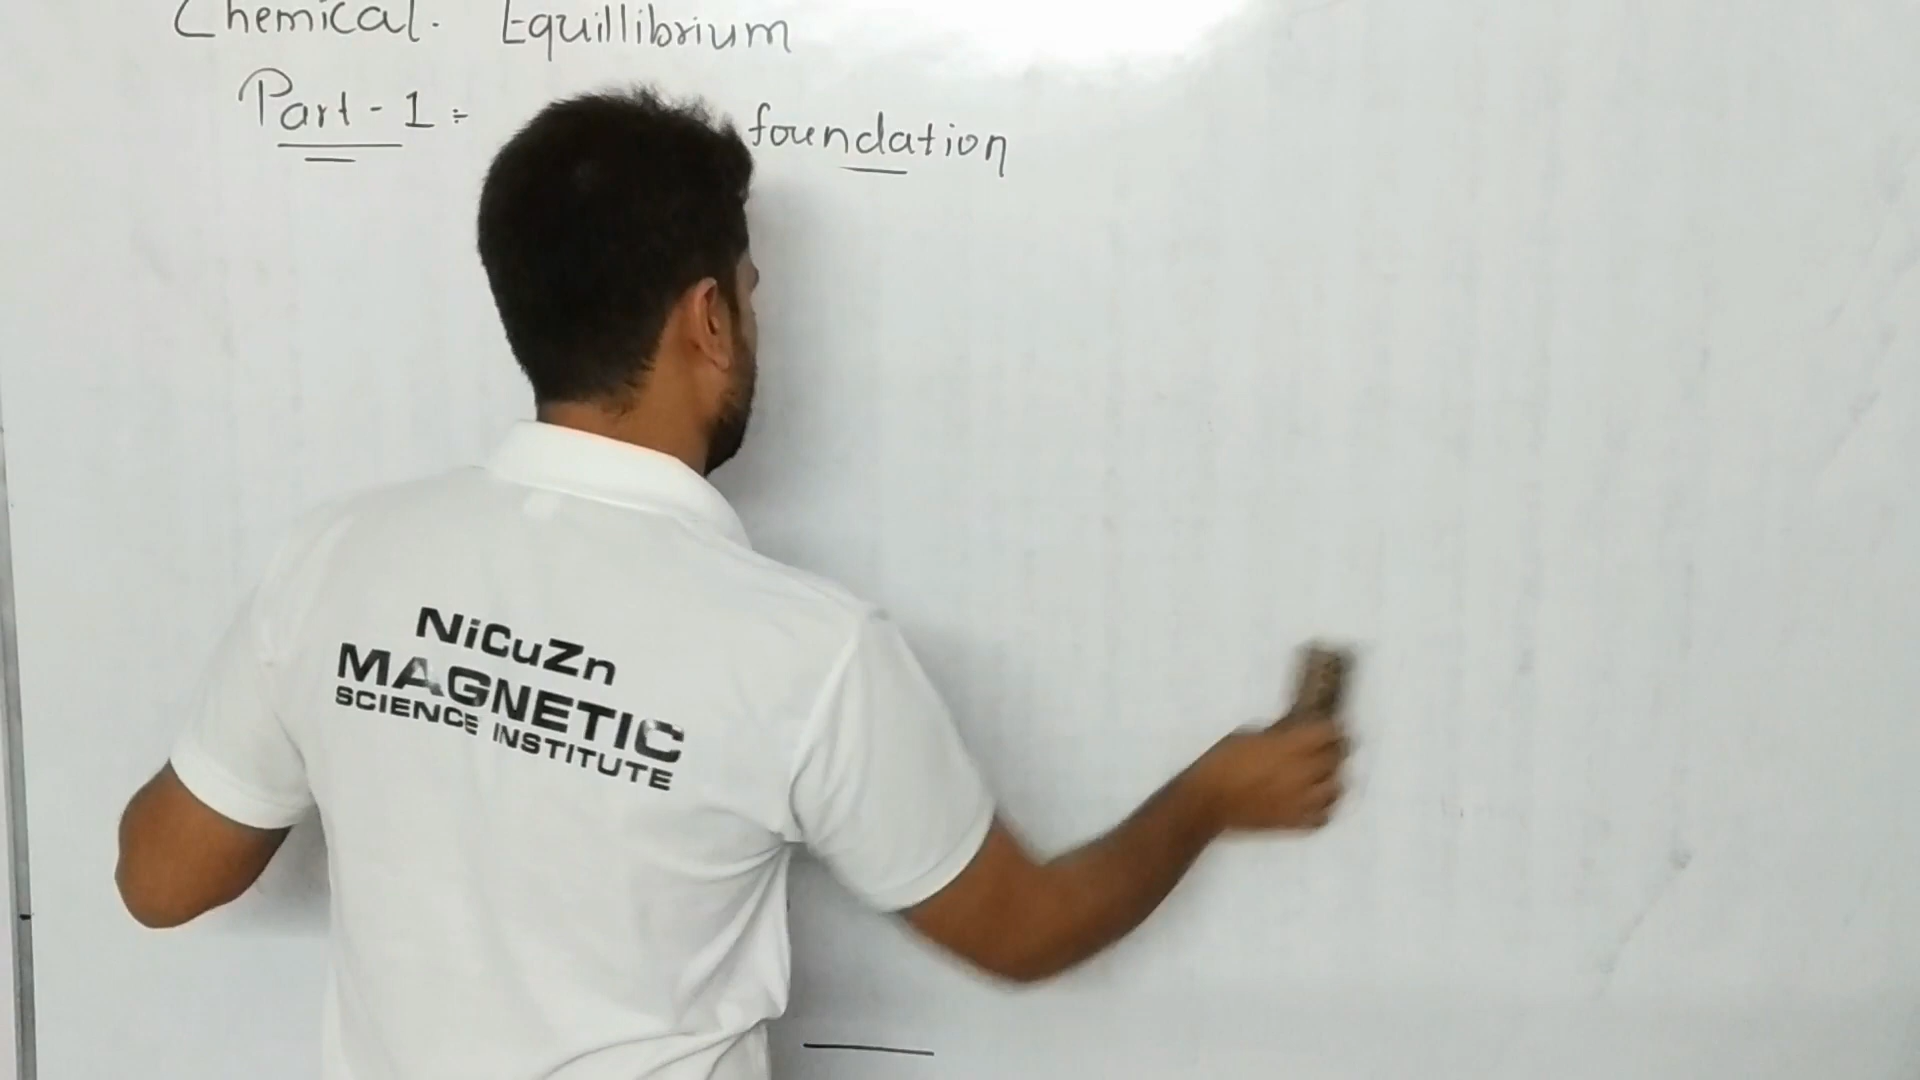 Chemical. Equillibrium
Part-1 = foundation
NiCuZn
MAGNETIC
SCIENCE INSTITUTE